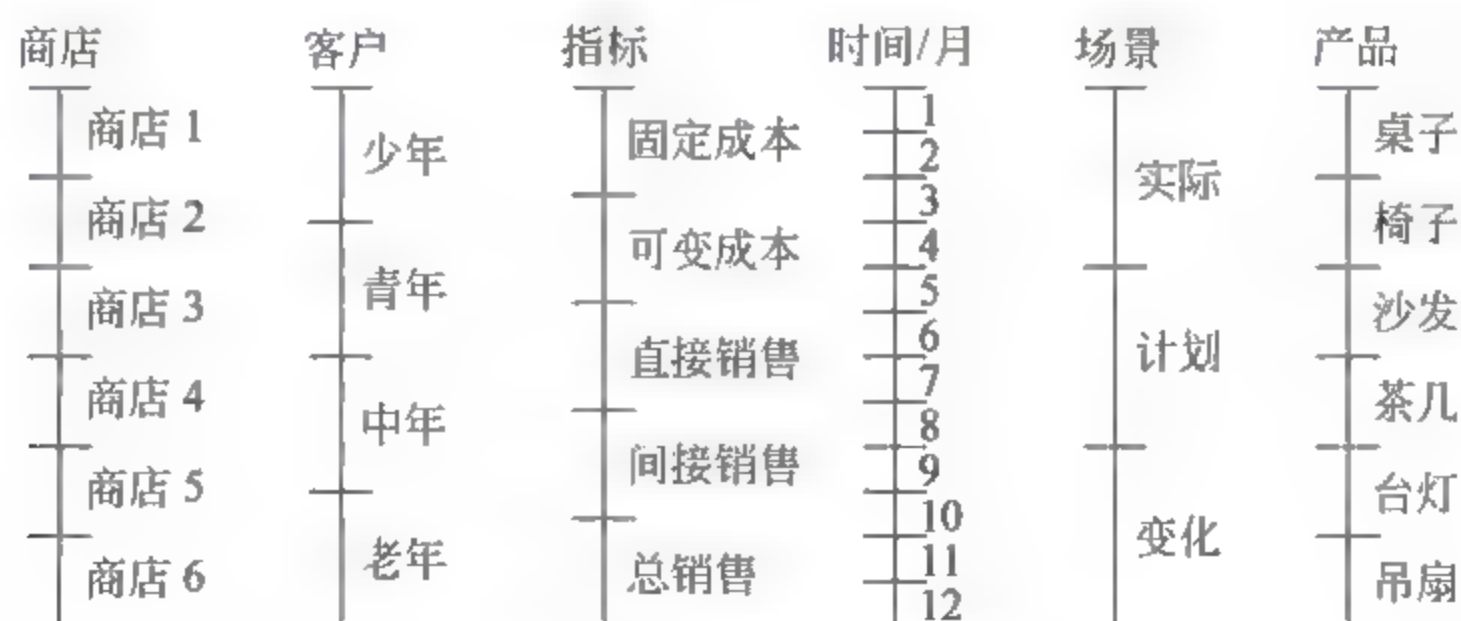 商店
商店 1
商店 2
商店 3
商店 4
商店 5
商店 6
客户
少年
青年
中年
老年
指标
固定成本
可变成本
直接销售
间接销售
总销售
时间/月
1
2
3
4
5
6
7
8
9
10
11
12
场景
实际
计划
变化
产品
桌子
椅子
沙发
茶几
台灯
吊扇